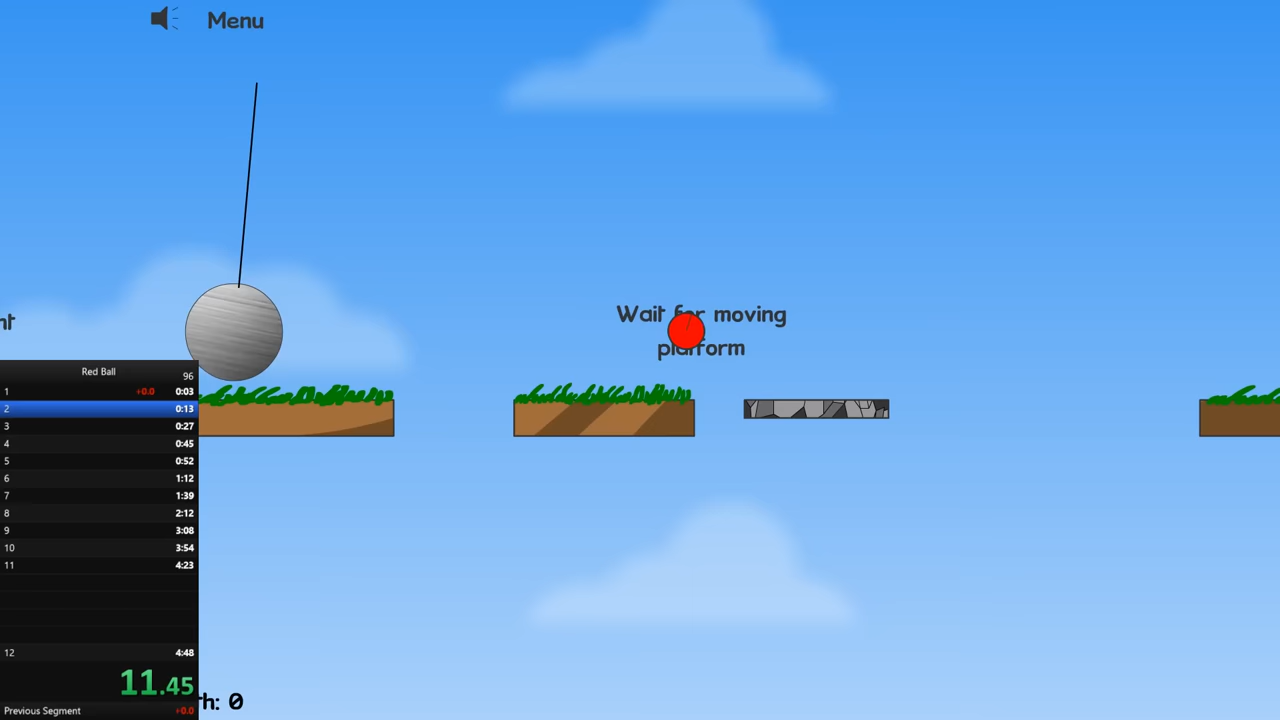 Menu
Wait for moving
platform
nt
Red Ball
96
1 +0.0 0:03
2 0:13
3 0:27
4 0:45
5 0:52
6 1:12
7 1:39
8 2:12
9 3:08
10 3:54
11 4:23
12 4:48
11.45
Previous Segment +0.0
th: 0